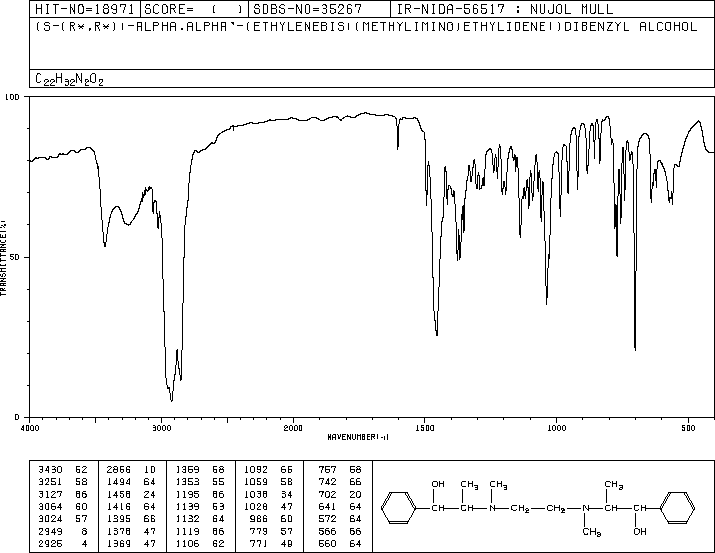 HIT-NO=18971 SCORE= ( ) SDBS-NO=35267 IR-NIDA-56517 : NUJOL MULL
(S-(R*,R*))-ALPHA,ALPHA'-(ETHYLENEBIS((METHYLIMINO)ETHYLIDENE))DIBENZYL ALCOHOL
C22H32N2O2
100
50
0
TRANSMITTANCE(%)
4000 3000 2000 1500 1000 500
WAVENUMBER(-1)
3430 52 2866 10 1369 68 1092 66 757 58
3251 58 1494 64 1353 55 1059 58 742 66
3127 86 1458 24 1195 86 1038 34 702 20
3064 60 1416 64 1139 53 1028 47 641 64
3024 57 1395 66 1132 64 986 60 572 64
2949 8 1378 47 1119 86 779 57 566 66
2925 4 1369 47 1106 62 771 49 560 64
OH CH3 CH3 CH3
CH CH N CH2 CH2 N CH CH
CH3 OH